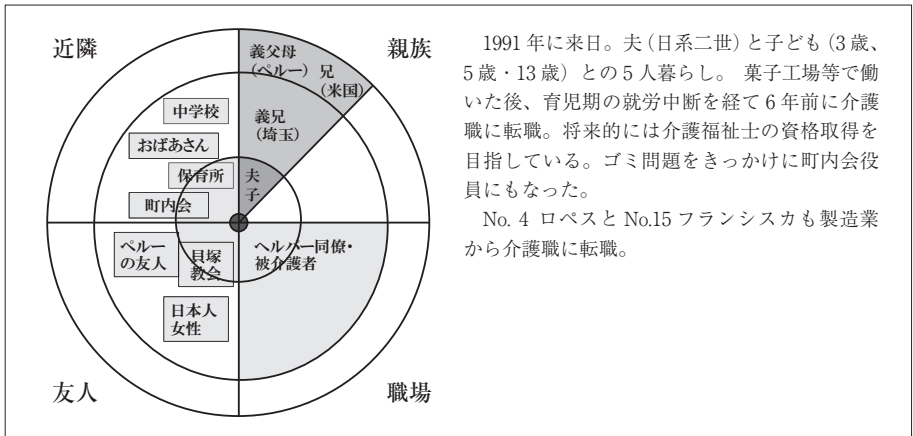 近隣
親族
義父母
(ペルー) 兄
(米国)
義兄
(埼玉)
中学校
おばあさん
保育所
町内会
夫
子
ペルー
の友人
貝塚
教会
日本人
女性
ヘルパー同僚・
被介護者
友人
職場
1991 年に来日。夫(日系二世)と子ども(3 歳、
5 歳・13 歳)との 5 人暮らし。 菓子工場等で働
いた後、育児期の就労中断を経て 6 年前に介護
職に転職。将来的には介護福祉士の資格取得を
目指している。ゴミ問題をきっかけに町内会役
員にもなった。
No. 4 ロペスと No.15 フランシスカも製造業
から介護職に転職。